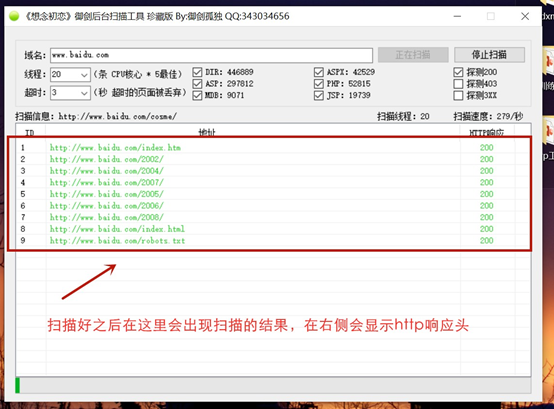 《想念初恋》御剑后台扫描工具 珍藏版 By:御剑孤独 QQ:343034656
域名: www.baidu.com 正在扫描 停止扫描
线程: 20 (条 CPU核心 * 5最佳) DIR: 446889 ASPX: 42529 探测200
超时: 3 (秒 超时的页面被丢弃) ASP: 297812 PHP: 52815 探测403
MDB: 9071 JSP: 19739 探测3XX
扫描信息: http://www.baidu.com/cosme/ 扫描线程: 20 扫描速度: 279/秒
ID 地址 HTTP响应
1 http://www.baidu.com/index.htm 200
2 http://www.baidu.com/2002/ 200
3 http://www.baidu.com/2004/ 200
4 http://www.baidu.com/2007/ 200
5 http://www.baidu.com/2005/ 200
6 http://www.baidu.com/2006/ 200
7 http://www.baidu.com/2008/ 200
8 http://www.baidu.com/index.html 200
9 http://www.baidu.com/robots.txt 200
扫描好之后在这里会出现扫描的结果，在右侧会显示http响应头